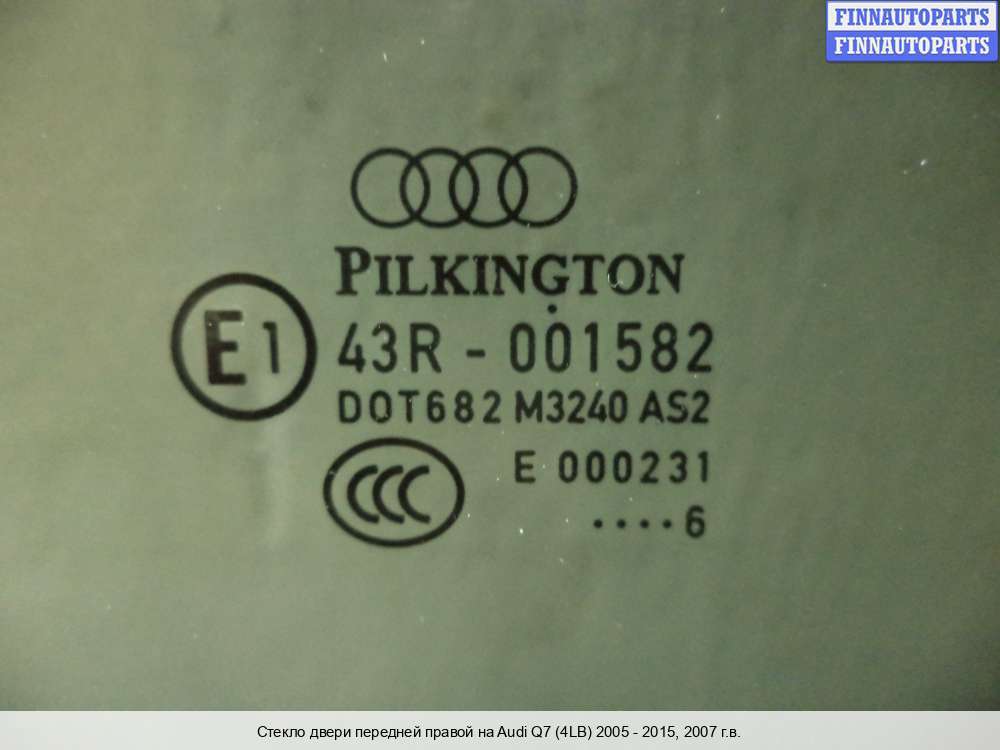 FINNAUTOPARTS
FINNAUTOPARTS
PILKINGTON
E1 43R - 001582
DOT682 M3240 AS2
CCC E 000231
....6
Стекло двери передней правой на Audi Q7 (4LB) 2005 - 2015, 2007 г.в.